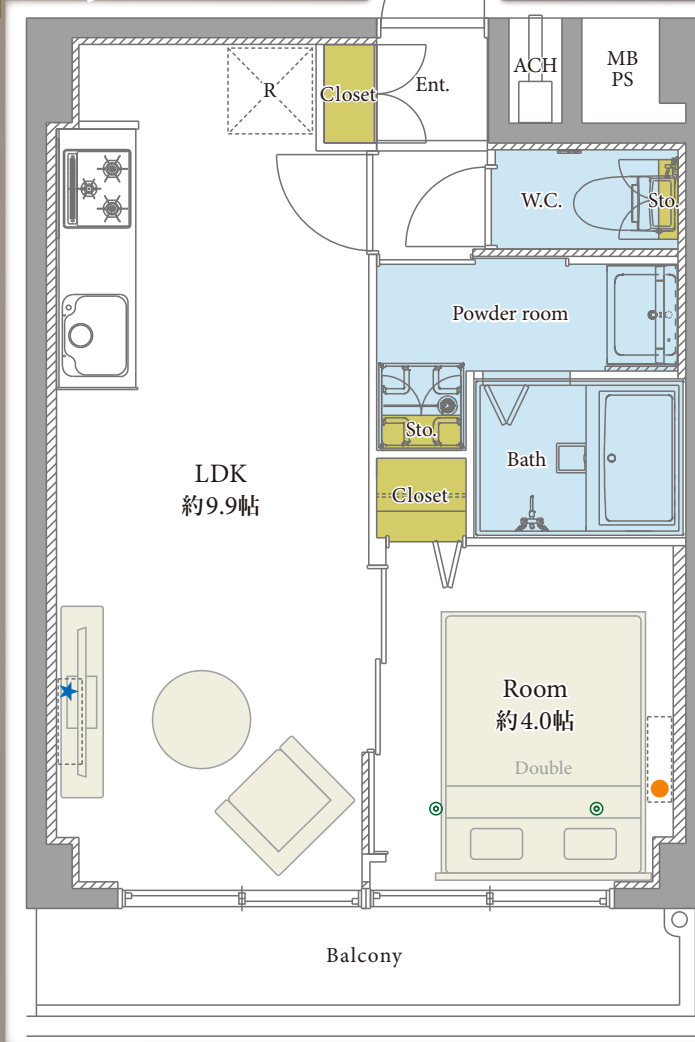 R
Closet
Ent.
ACH
MB
PS
W.C.
Sto.
Powder room
Sto.
Bath
Closet
LDK
約9.9帖
Room
約4.0帖
Double
Balcony